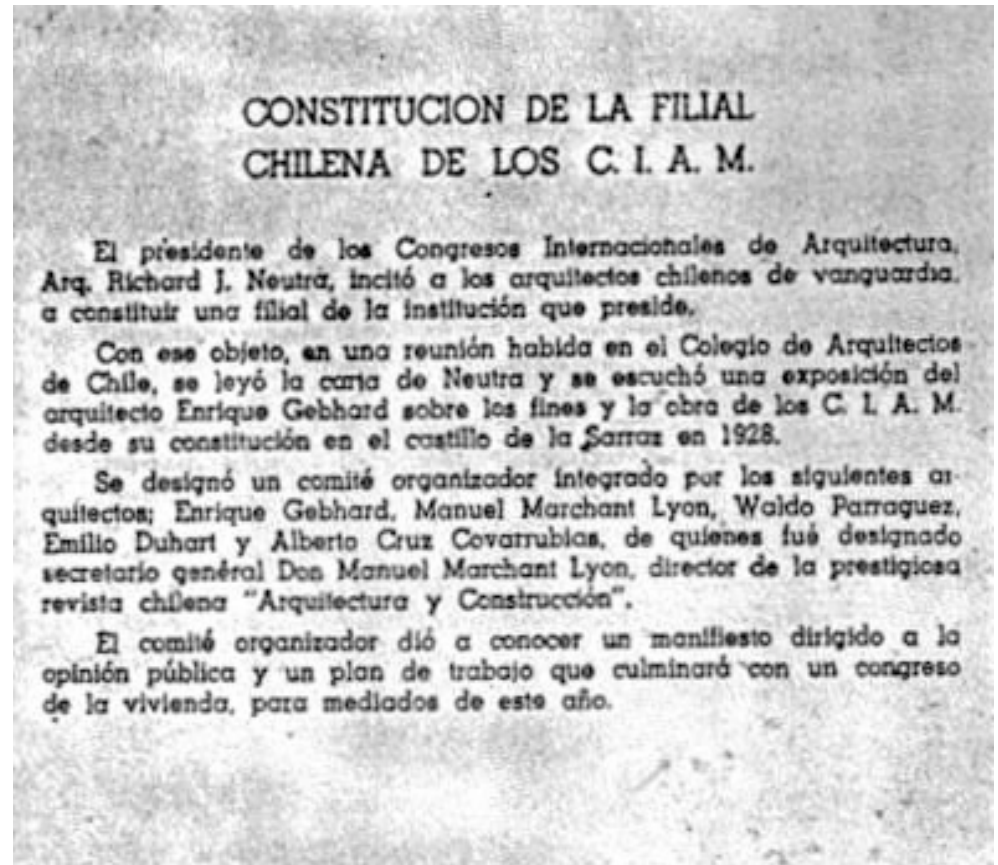 CONSTITUCION DE LA FILIAL
CHILENA DE LOS C. I. A. M.
El presidente de los Congresos Internacionales de Arquitectura,
Arq. Richard J. Neutra, incitó a los arquitectos chilenos de vanguardia,
a constituir una filial de la institución que preside.
Con ese objeto, en una reunión habida en el Colegio de Arquitectos
de Chile, se leyó la carta de Neutra y se escuchó una exposición del
arquitecto Enrique Gebhard sobre los fines y la obra de los C. I. A. M.
desde su constitución en el castillo de la Sarraz en 1928.
Se designó un comité organizador integrado por los siguientes ar-
quitectos; Enrique Gebhard, Manuel Marchant Lyon, Waldo Parraguez,
Emilio Duhart y Alberto Cruz Covarrubias, de quienes fué designado
secretario general Don Manuel Marchant Lyon, director de la prestigiosa
revista chilena "Arquitectura y Construcción".
El comité organizador dió a conocer un manifiesto dirigido a la
opinión pública y un plan de trabajo que culminará con un congreso
de la vivienda, para mediados de este año.